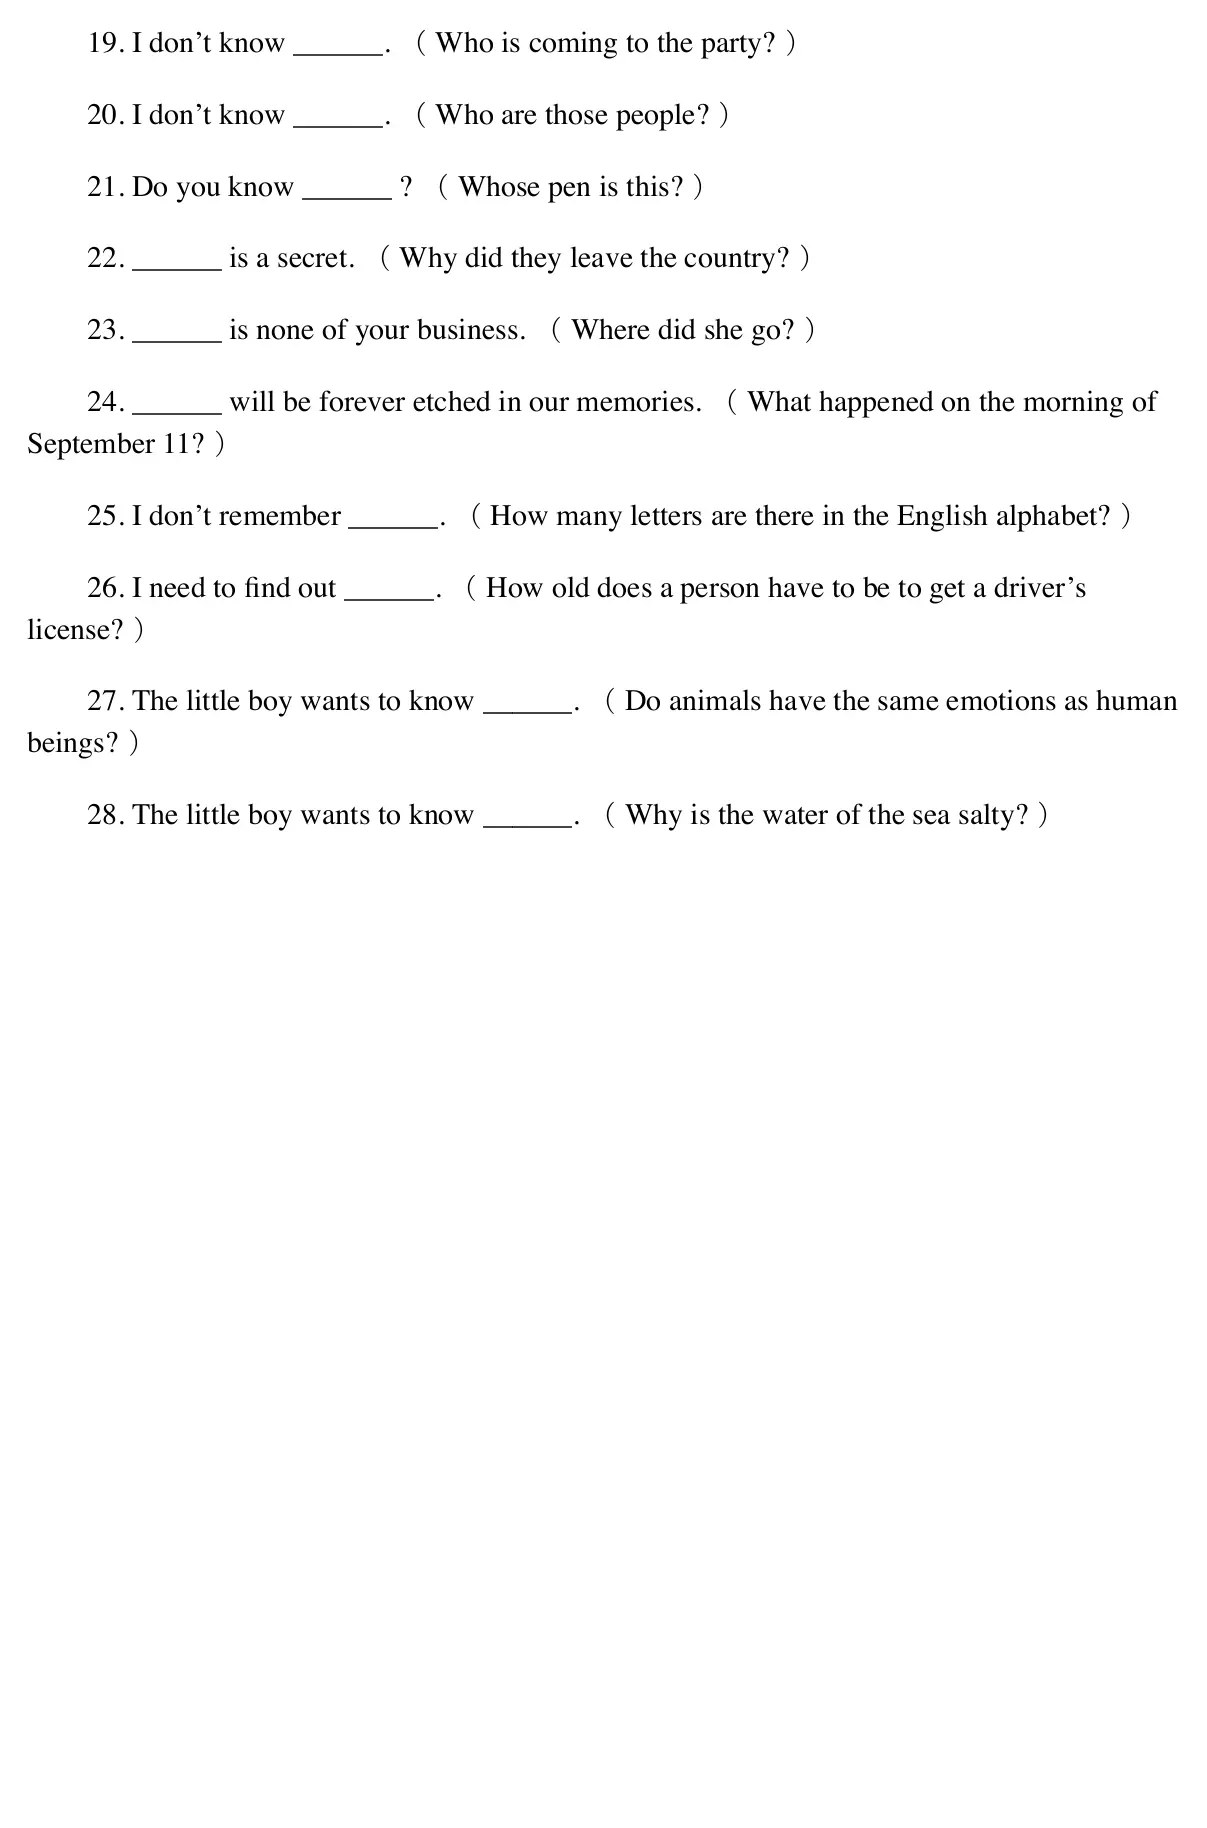 19. I don’t know ______. （ Who is coming to the party? ）
20. I don’t know ______. （ Who are those people? ）
21. Do you know ______ ? （ Whose pen is this? ）
22. ______ is a secret. （ Why did they leave the country? ）
23. ______ is none of your business. （ Where did she go? ）
24. ______ will be forever etched in our memories. （ What happened on the morning of
September 11? ）
25. I don’t remember ______. （ How many letters are there in the English alphabet? ）
26. I need to find out ______. （ How old does a person have to be to get a driver’s
license? ）
27. The little boy wants to know ______. （ Do animals have the same emotions as human
beings? ）
28. The little boy wants to know ______. （ Why is the water of the sea salty? ）